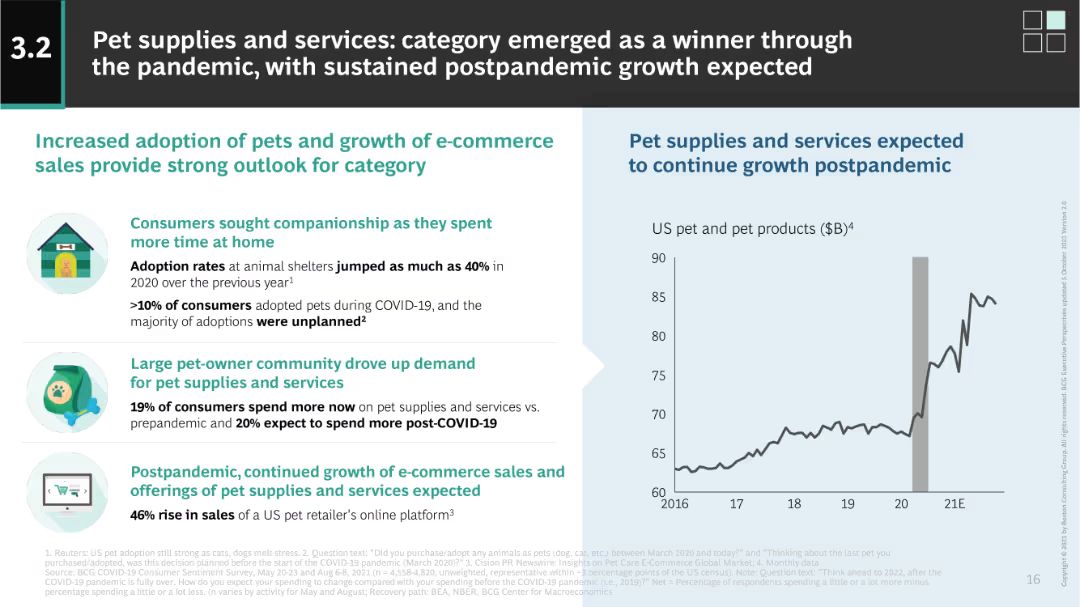 3.2
Pet supplies and services: category emerged as a winner through
the pandemic, with sustained postpandemic growth expected
Increased adoption of pets and growth of e-commerce
sales provide strong outlook for category
Consumers sought companionship as they spent
more time at home
Adoption rates at animal shelters jumped as much as 40% in
2020 over the previous year¹
>10% of consumers adopted pets during COVID-19, and the
majority of adoptions were unplanned²
Large pet-owner community drove up demand
for pet supplies and services
19% of consumers spend more now on pet supplies and services vs.
prepandemic and 20% expect to spend more post-COVID-19
Postpandemic, continued growth of e-commerce sales and
offerings of pet supplies and services expected
46% rise in sales of a US pet retailer's online platform³
Pet supplies and services expected
to continue growth postpandemic
US pet and pet products ($B)⁴
90
85
80
75
70
65
60
2016 17 18 19 20 21E
1. Reuters: US pet adoption still strong as cats, dogs melt stress. 2. Question text: "Did you purchase/adopt any animals as pets (dog, cat, etc.) between March 2020 and today?" and "Thinking about the last pet you
purchased/adopted, was this decision planned before the start of the COVID-19 pandemic (March 2020)?" 3. Cision PR Newswire: Insights on Pet Care E-Commerce Global Market; 4. Monthly data
Source: BCG COVID-19 Consumer Sentiment Survey, May 20-23 and Aug 6-8, 2021 (n = 4,558-4,320, unweighted, representative within ~3 percentage points of the US census). Note: Question text: "Think ahead to 2022, after the
COVID-19 pandemic is fully over. How do you expect your spending to change compared with your spending before the COVID-19 pandemic (i.e., 2019)?" Net = Percentage of respondents spending a little or a lot more minus
percentage spending a little or a lot less. (n varies by activity for May and August; Recovery path: BEA, NBER, BCG Center for Macroeconomics
Copyright © 2021 by Boston Consulting Group. All rights reserved. BCG Executive Perspectives updated 5 October 2021 Version 2.0
16